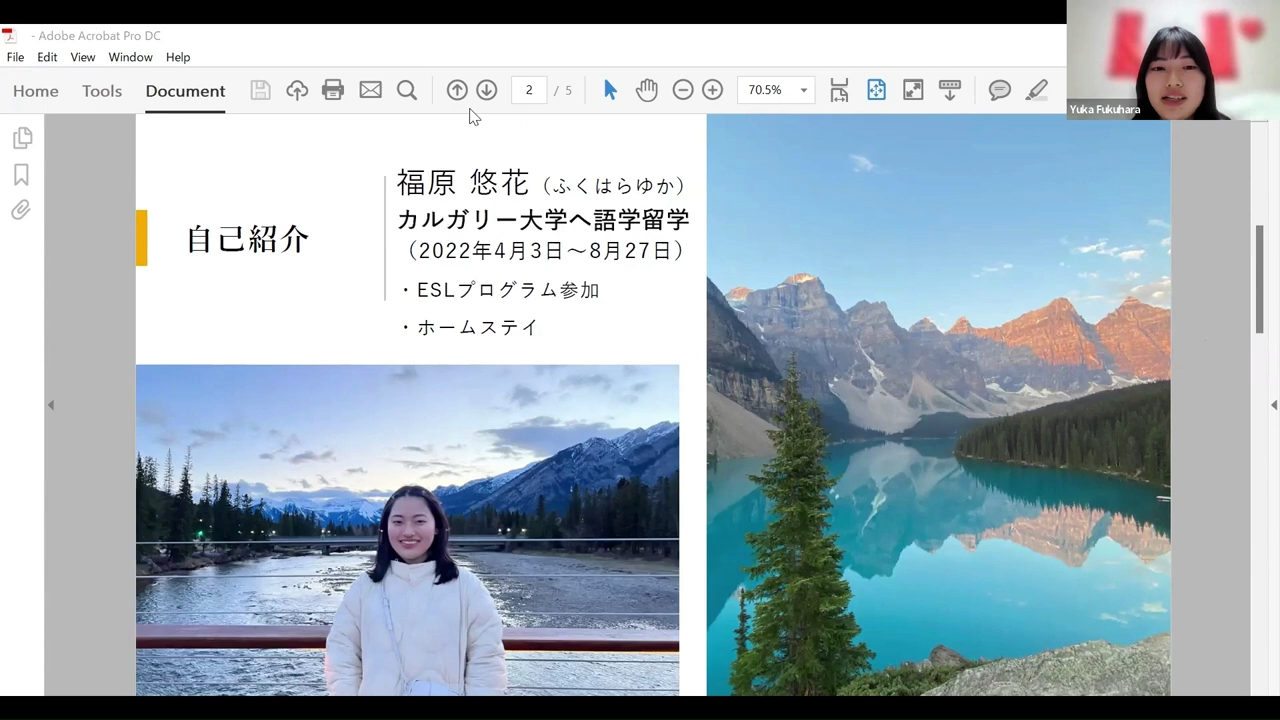 - Adobe Acrobat Pro DC
File Edit View Window Help
Home Tools Document 2 / 5 70.5%
Yuka Fukuhara
自己紹介
福原 悠花（ふくはらゆか）
カルガリー大学へ語学留学
（2022年4月3日～8月27日）
・ESLプログラム参加
・ホームステイ